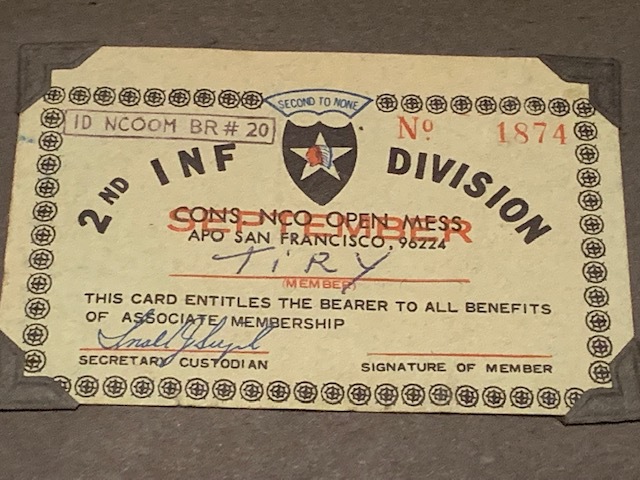 SECOND TO NONE
ID NCOOM BR # 20
Nº 1874
2ND INF DIVISION
SEPTEMBER
CONS NCO OPEN MESS
APO SAN FRANCISCO, 96224
TIRY
(MEMBER)
THIS CARD ENTITLES THE BEARER TO ALL BENEFITS
OF ASSOCIATE MEMBERSHIP
SECRETARY CUSTODIAN
SIGNATURE OF MEMBER